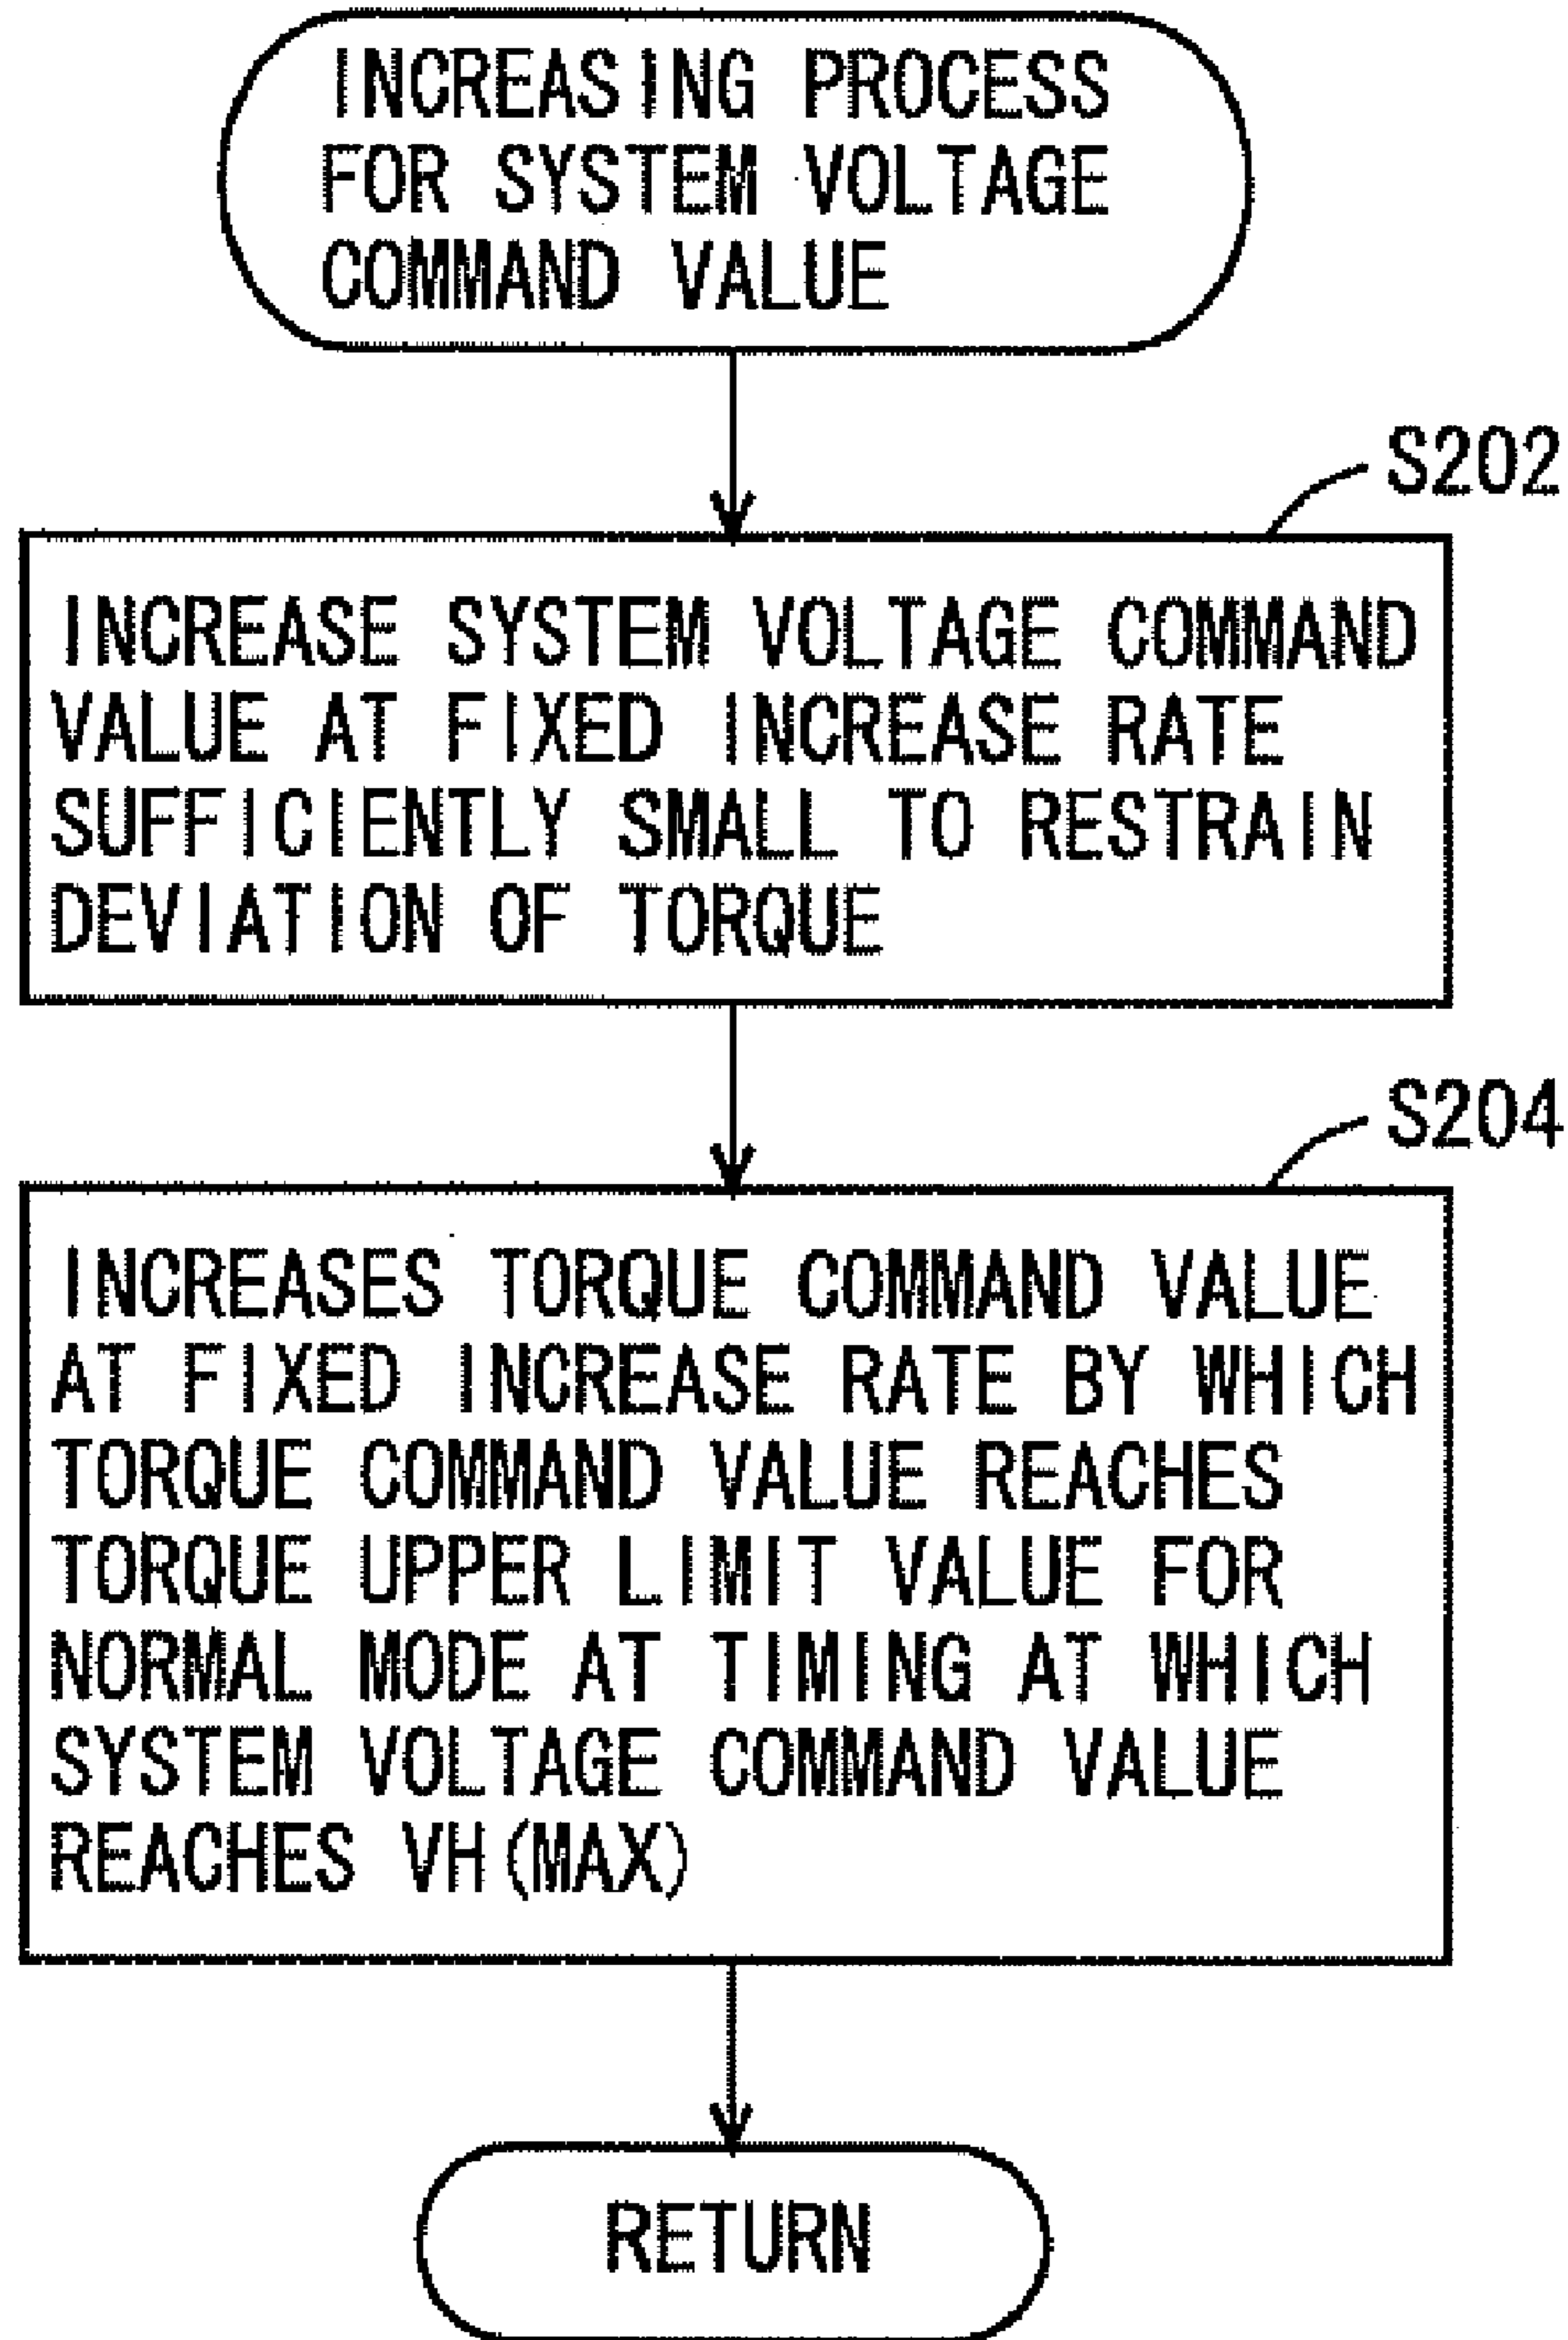 INCREASING PROCESS
FOR SYSTEM VOLTAGE
COMMAND VALUE
S202
INCREASE SYSTEM VOLTAGE COMMAND
VALUE AT FIXED INCREASE RATE
SUFFICIENTLY SMALL TO RESTRAIN
DEVIATION OF TORQUE
S204
INCREASES TORQUE COMMAND VALUE
AT FIXED INCREASE RATE BY WHICH
TORQUE COMMAND VALUE REACHES
TORQUE UPPER LIMIT VALUE FOR
NORMAL MODE AT TIMING AT WHICH
SYSTEM VOLTAGE COMMAND VALUE
REACHES VH(MAX)
RETURN